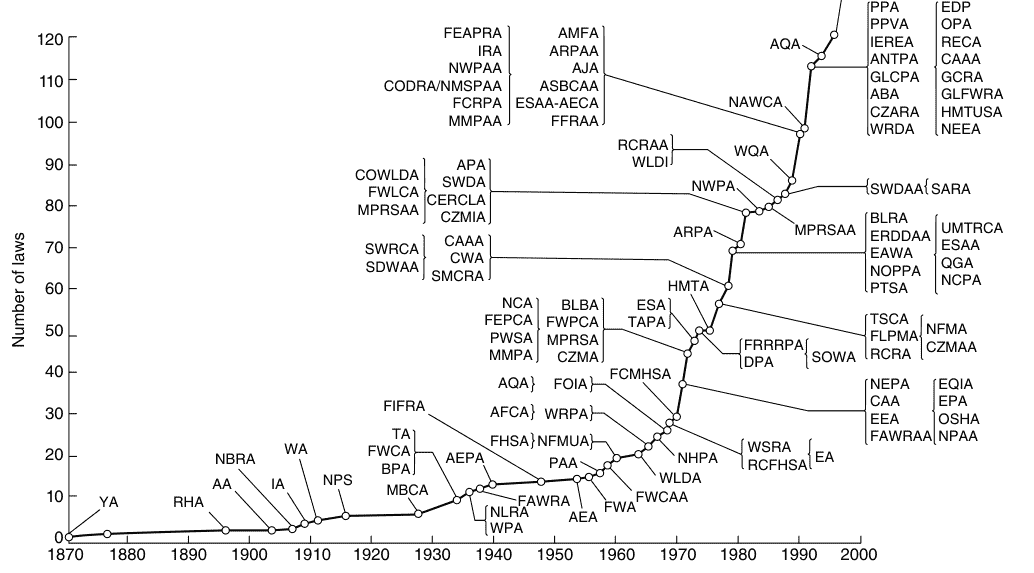 PPA EDP
PPVA OPA
IEREA RECA
ANTPA CAAA
GLCPA GCRA
ABA GLFWRA
CZARA HMTUSA
WRDA NEEA
FEAPRA AMFA
IRA ARPAA
NWPAA AJA
CODRA/NMSPAA ASBCAA
FCRPA ESAA-AECA
MMPAA FFRAA
AQA
NAWCA
RCRAA
WLDI
WQA
COWLDA APA
FWLCA SWDA
MPRSAA CERCLA
CZMIA
NWPA
SWDAA SARA
MPRSAA
ARPA
BLRA UMTRCA
ERDDAA ESAA
EAWA QGA
NOPPA NCPA
PTSA
SWRCA CAAA
SDWAA CWA
SMCRA
HMTA
NCA BLBA ESA
FEPCA FWPCA TAPA
PWSA MPRSA
MMPA CZMA
TSCA NFMA
FLPMA CZMAA
RCRA
FRRRPA SOWA
DPA
FCMHSA
AQA FOIA
NEPA EQIA
CAA EPA
EEA OSHA
FAWRAA NPAA
FIFRA
AFCA WRPA
TA
FWCA
BPA
FHSA NFMUA
WSRA EA
RCFHSA
NHPA
WA
NBRA
AEPA
PAA
WLDA
YA
RHA
AA
IA
NPS
MBCA
FAWRA
NLRA
WPA
AEA
FWA
FWCAA
Number of laws
120
110
100
90
80
70
60
50
40
30
20
10
0
1870 1880 1890 1900 1910 1920 1930 1940 1950 1960 1970 1980 1990 2000